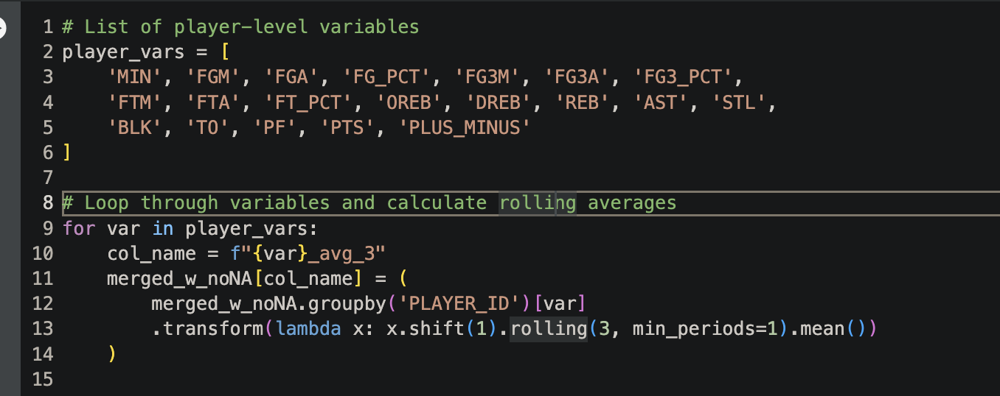 1 # List of player-level variables
2 player_vars = [
3     'MIN', 'FGM', 'FGA', 'FG_PCT', 'FG3M', 'FG3A', 'FG3_PCT',
4     'FTM', 'FTA', 'FT_PCT', 'OREB', 'DREB', 'REB', 'AST', 'STL',
5     'BLK', 'TO', 'PF', 'PTS', 'PLUS_MINUS'
6 ]
7
8 # Loop through variables and calculate rolling averages
9 for var in player_vars:
10     col_name = f"{var}_avg_3"
11     merged_w_noNA[col_name] = (
12         merged_w_noNA.groupby('PLAYER_ID')[var]
13         .transform(lambda x: x.shift(1).rolling(3, min_periods=1).mean())
14     )
15